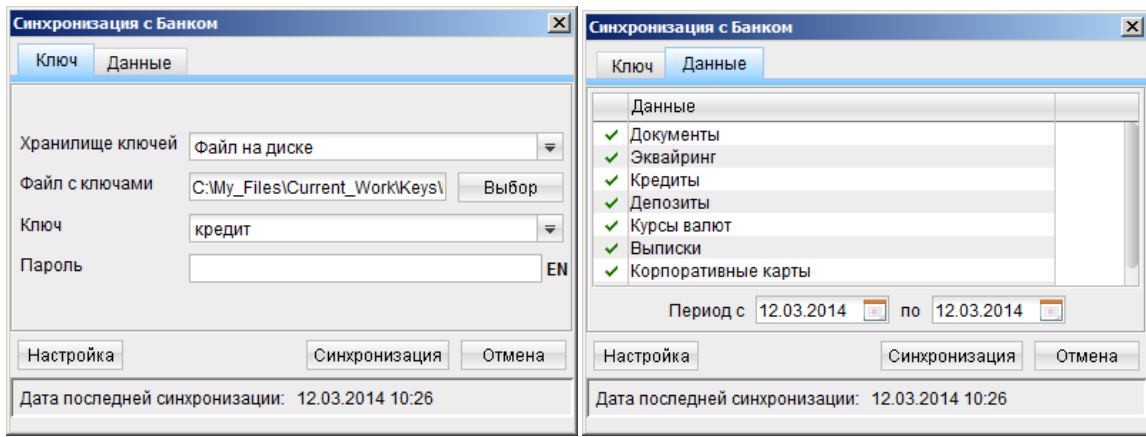 Синхронизация с Банком
Ключ Данные
Хранилище ключей Файл на диске
Файл с ключами C:\My_Files\Current_Work\Keys\ Выбор
Ключ кредит
Пароль EN
Настройка Синхронизация Отмена
Дата последней синхронизации: 12.03.2014 10:26
Синхронизация с Банком
Ключ Данные
Данные
Документы
Эквайринг
Кредиты
Депозиты
Курсы валют
Выписки
Корпоративные карты
Период с 12.03.2014 по 12.03.2014
Настройка Синхронизация Отмена
Дата последней синхронизации: 12.03.2014 10:26